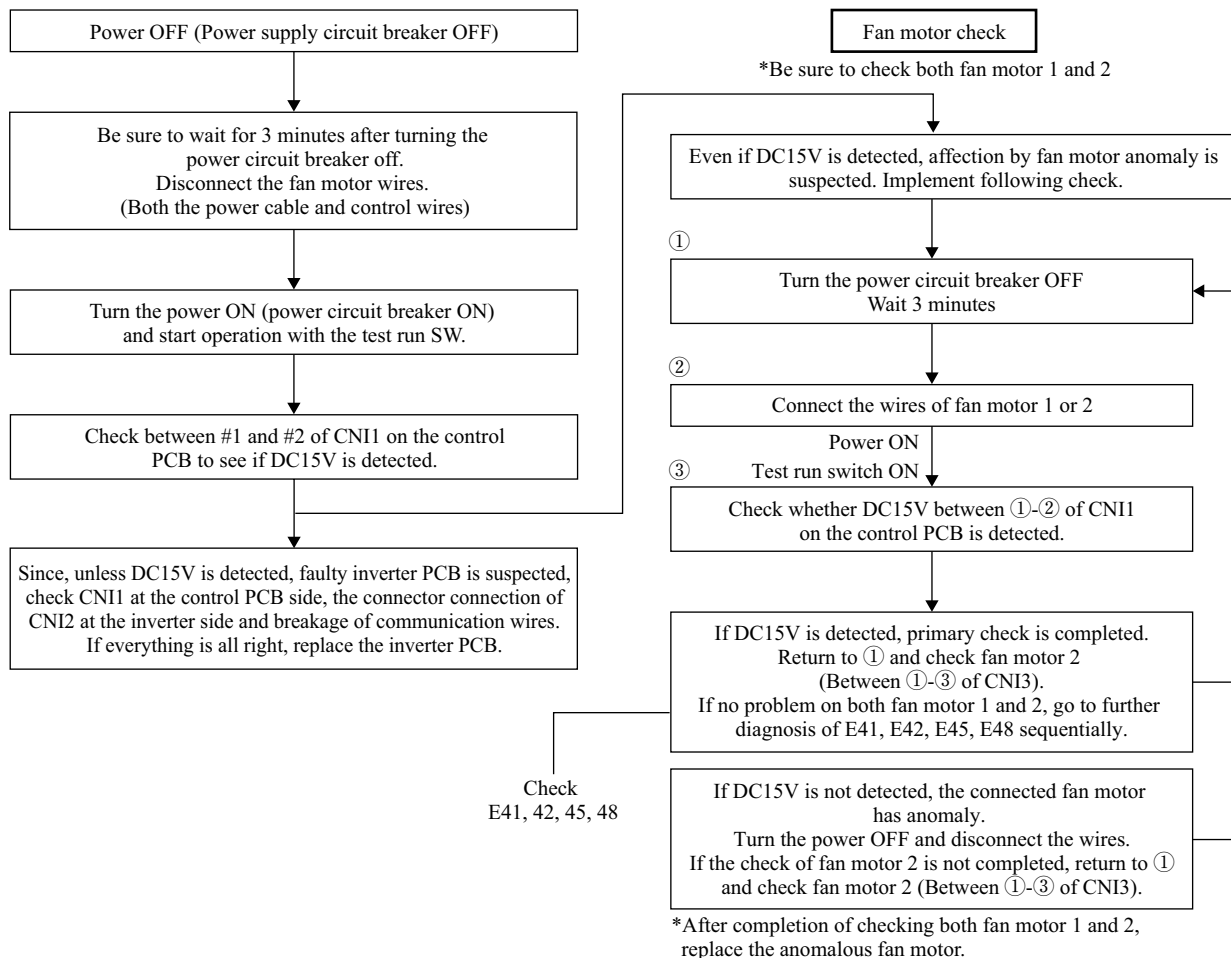 Power OFF (Power supply circuit breaker OFF)
Be sure to wait for 3 minutes after turning the
power circuit breaker off.
Disconnect the fan motor wires.
(Both the power cable and control wires)
Turn the power ON (power circuit breaker ON)
and start operation with the test run SW.
Check between #1 and #2 of CNI1 on the control
PCB to see if DC15V is detected.
Since, unless DC15V is detected, faulty inverter PCB is suspected,
check CNI1 at the control PCB side, the connector connection of
CNI2 at the inverter side and breakage of communication wires.
If everything is all right, replace the inverter PCB.
Fan motor check
*Be sure to check both fan motor 1 and 2
Even if DC15V is detected, affection by fan motor anomaly is
suspected. Implement following check.
①
Turn the power circuit breaker OFF
Wait 3 minutes
②
Connect the wires of fan motor 1 or 2
Power ON
③ Test run switch ON
Check whether DC15V between ①-② of CNI1
on the control PCB is detected.
If DC15V is detected, primary check is completed.
Return to ① and check fan motor 2
(Between ①-③ of CNI3).
If no problem on both fan motor 1 and 2, go to further
diagnosis of E41, E42, E45, E48 sequentially.
Check
E41, 42, 45, 48
If DC15V is not detected, the connected fan motor
has anomaly.
Turn the power OFF and disconnect the wires.
If the check of fan motor 2 is not completed, return to ①
and check fan motor 2 (Between ①-③ of CNI3).
*After completion of checking both fan motor 1 and 2,
replace the anomalous fan motor.